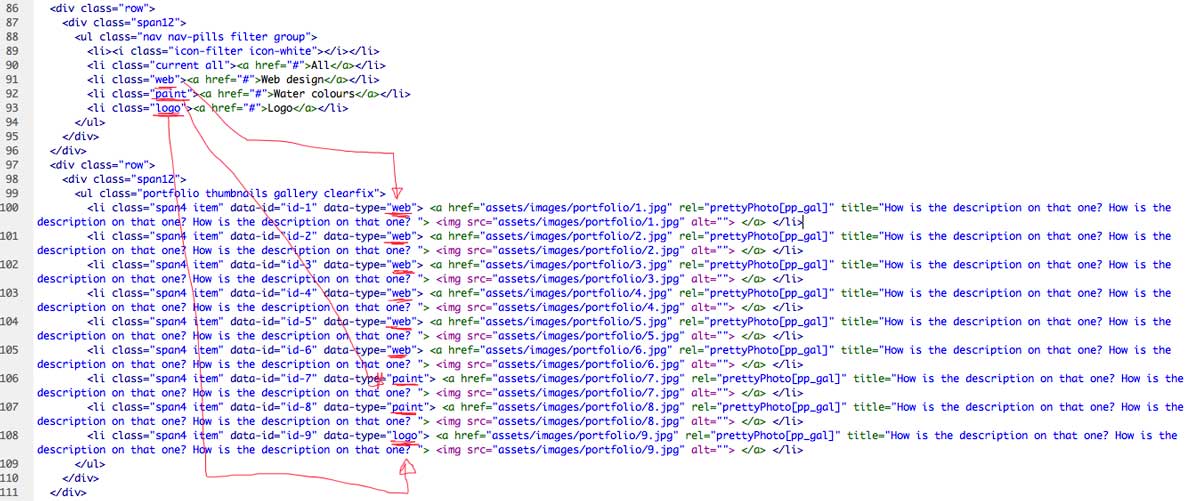 86 <div class="row">
87 <div class="span12">
88 <ul class="nav nav-pills filter group">
89 <li><i class="icon-filter icon-white"></i></li>
90 <li class="current all"><a href="#">All</a></li>
91 <li class="web"><a href="#">Web design</a></li>
92 <li class="paint"><a href="#">Water colours</a></li>
93 <li class="logo"><a href="#">Logo</a></li>
94 </ul>
95 </div>
96 </div>
97 <div class="row">
98 <div class="span12">
99 <ul class="portfolio thumbnails gallery clearfix">
100 <li class="span4 item" data-id="id-1" data-type="web"> <a href="assets/images/portfolio/1.jpg" rel="prettyPhoto[pp_gal]" title="How is the description on that one? How is the
description on that one? How is the description on that one? "> <img src="assets/images/portfolio/1.jpg" alt=""> </a> </li>
101 <li class="span4 item" data-id="id-2" data-type="web"> <a href="assets/images/portfolio/2.jpg" rel="prettyPhoto[pp_gal]" title="How is the description on that one? How is the
description on that one? How is the description on that one? "> <img src="assets/images/portfolio/2.jpg" alt=""> </a> </li>
102 <li class="span4 item" data-id="id-3" data-type="web"> <a href="assets/images/portfolio/3.jpg" rel="prettyPhoto[pp_gal]" title="How is the description on that one? How is the
description on that one? How is the description on that one? "> <img src="assets/images/portfolio/3.jpg" alt=""> </a> </li>
103 <li class="span4 item" data-id="id-4" data-type="web"> <a href="assets/images/portfolio/4.jpg" rel="prettyPhoto[pp_gal]" title="How is the description on that one? How is the
description on that one? How is the description on that one? "> <img src="assets/images/portfolio/4.jpg" alt=""> </a> </li>
104 <li class="span4 item" data-id="id-5" data-type="web"> <a href="assets/images/portfolio/5.jpg" rel="prettyPhoto[pp_gal]" title="How is the description on that one? How is the
description on that one? How is the description on that one? "> <img src="assets/images/portfolio/5.jpg" alt=""> </a> </li>
105 <li class="span4 item" data-id="id-6" data-type="web"> <a href="assets/images/portfolio/6.jpg" rel="prettyPhoto[pp_gal]" title="How is the description on that one? How is the
description on that one? How is the description on that one? "> <img src="assets/images/portfolio/6.jpg" alt=""> </a> </li>
106 <li class="span4 item" data-id="id-7" data-type="paint"> <a href="assets/images/portfolio/7.jpg" rel="prettyPhoto[pp_gal]" title="How is the description on that one? How is the
description on that one? How is the description on that one? "> <img src="assets/images/portfolio/7.jpg" alt=""> </a> </li>
107 <li class="span4 item" data-id="id-8" data-type="paint"> <a href="assets/images/portfolio/8.jpg" rel="prettyPhoto[pp_gal]" title="How is the description on that one? How is the
description on that one? How is the description on that one? "> <img src="assets/images/portfolio/8.jpg" alt=""> </a> </li>
108 <li class="span4 item" data-id="id-9" data-type="logo"> <a href="assets/images/portfolio/9.jpg" rel="prettyPhoto[pp_gal]" title="How is the description on that one? How is the
description on that one? How is the description on that one? "> <img src="assets/images/portfolio/9.jpg" alt=""> </a> </li>
109 </ul>
110 </div>
111 </div>